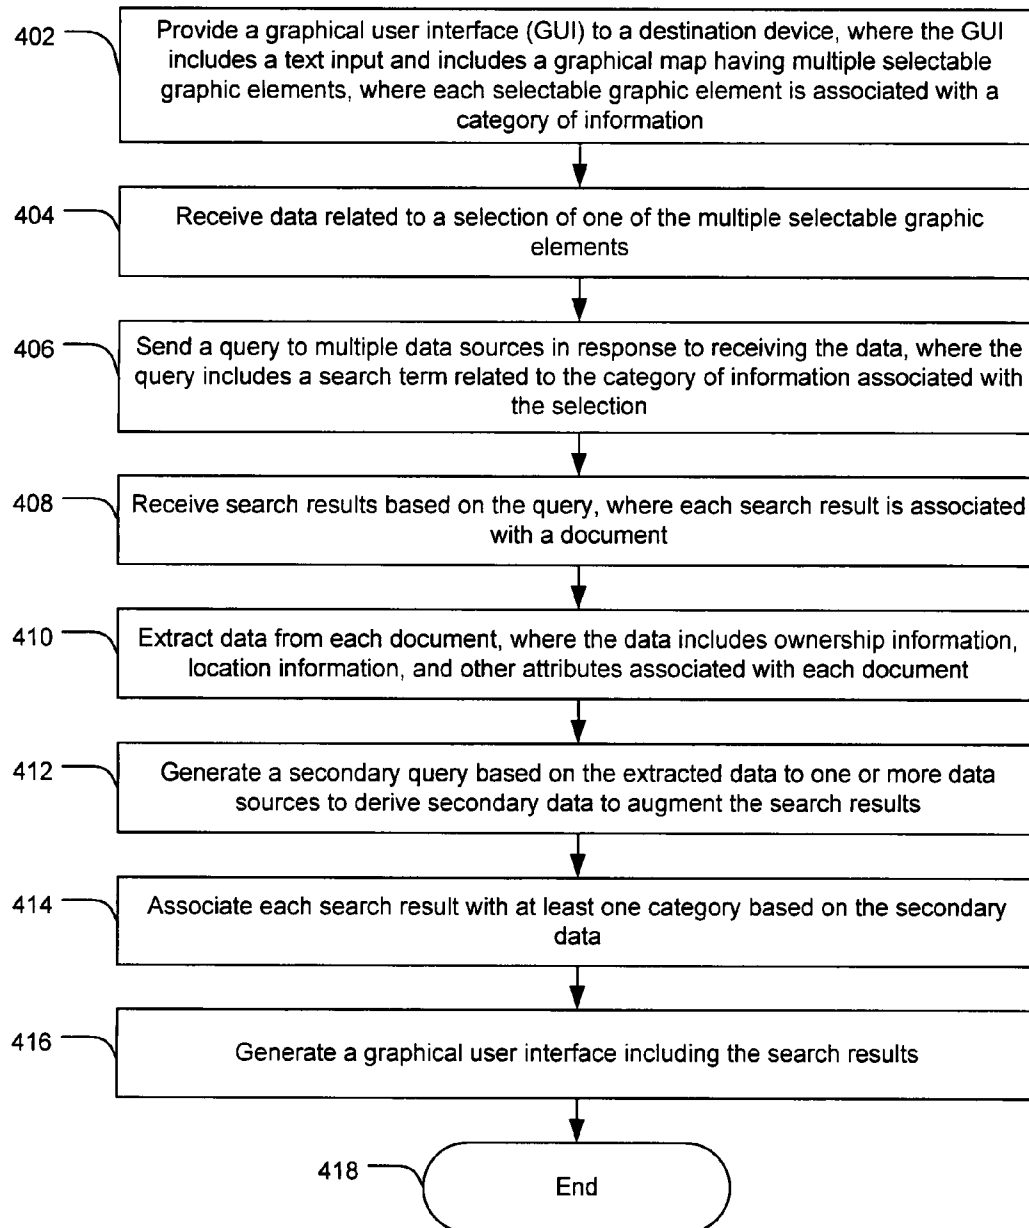 402
Provide a graphical user interface (GUI) to a destination device, where the GUI
includes a text input and includes a graphical map having multiple selectable
graphic elements, where each selectable graphic element is associated with a
category of information
404
Receive data related to a selection of one of the multiple selectable graphic
elements
406
Send a query to multiple data sources in response to receiving the data, where the
query includes a search term related to the category of information associated with
the selection
408
Receive search results based on the query, where each search result is associated
with a document
410
Extract data from each document, where the data includes ownership information,
location information, and other attributes associated with each document
412
Generate a secondary query based on the extracted data to one or more data
sources to derive secondary data to augment the search results
414
Associate each search result with at least one category based on the secondary
data
416
Generate a graphical user interface including the search results
418
End